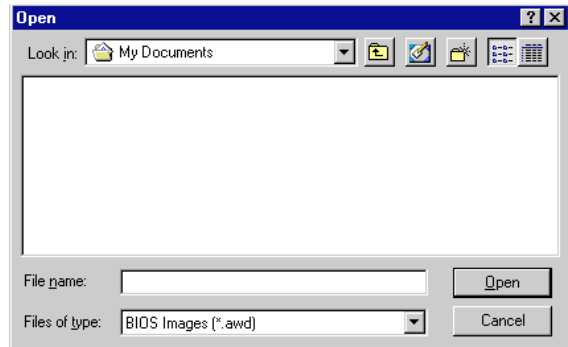 Open
Look in: My Documents
File name:
Open
Files of type: BIOS Images (*.awd)
Cancel